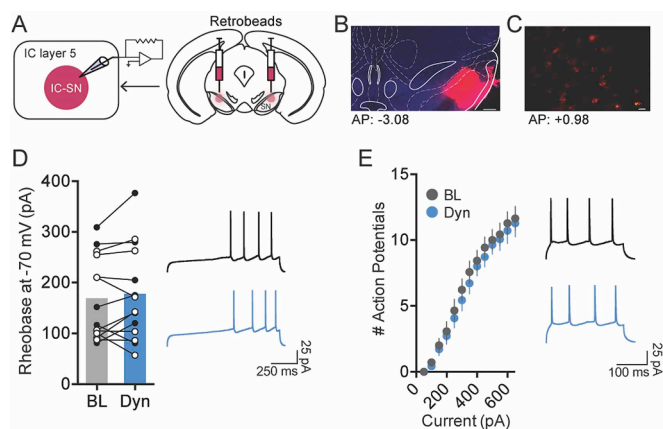 A
Retrobeads
IC layer 5
IC-SN
SN
B
AP: -3.08
C
AP: +0.98
D
Rheobase at -70 mV (pA)
400
300
200
100
0
BL
Dyn
25 pA
250 ms
E
# Action Potentials
15
10
5
0
BL
Dyn
0
200
400
600
Current (pA)
25 pA
100 ms